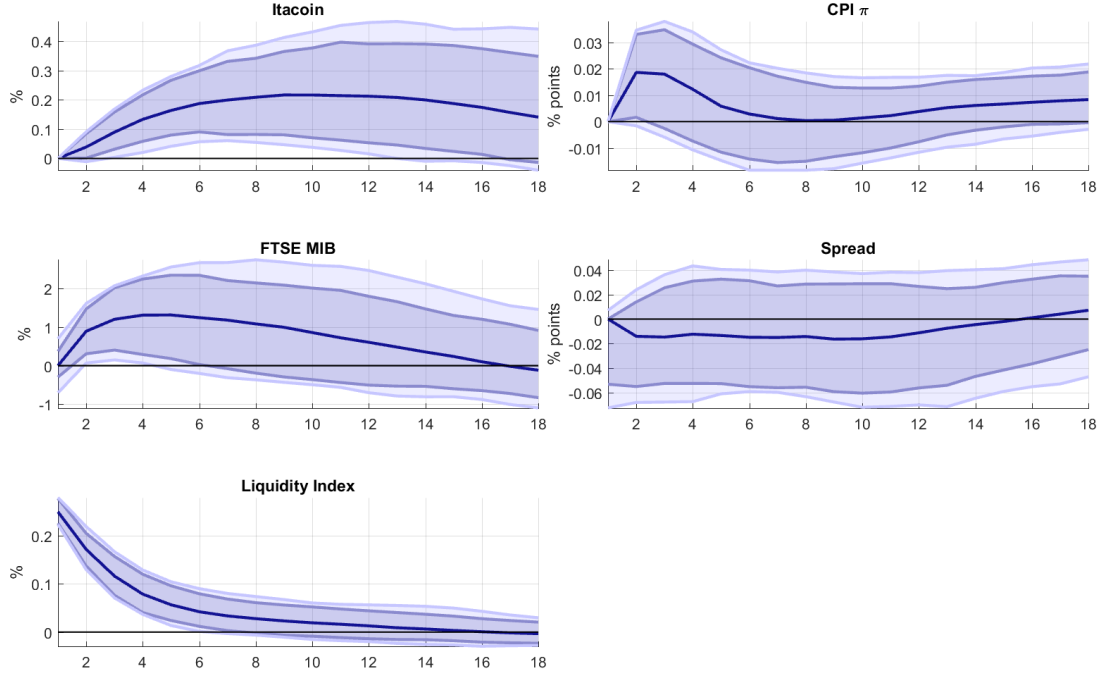 Itacoin
%
0.4
0.3
0.2
0.1
0
2 4 6 8 10 12 14 16 18
CPI π
% points
0.03
0.02
0.01
0
-0.01
2 4 6 8 10 12 14 16 18
FTSE MIB
%
2
1
0
-1
2 4 6 8 10 12 14 16 18
Spread
% points
0.04
0.02
0
-0.02
-0.04
-0.06
2 4 6 8 10 12 14 16 18
Liquidity Index
%
0.2
0.1
0
2 4 6 8 10 12 14 16 18